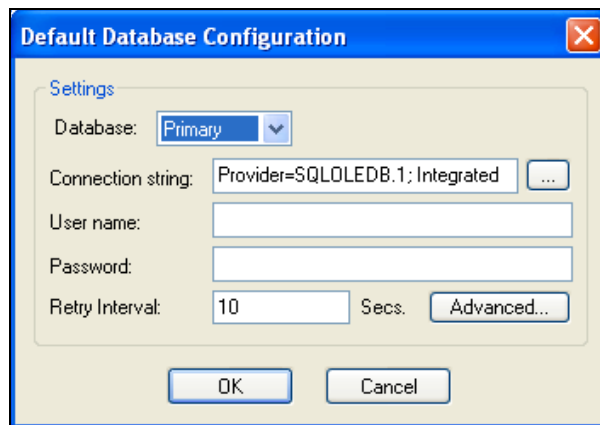 Default Database Configuration
Settings
Database: Primary
Connection string: Provider=SQLOLEDB.1; Integrated ...
User name:
Password:
Retry Interval: 10 Secs. Advanced...
OK Cancel